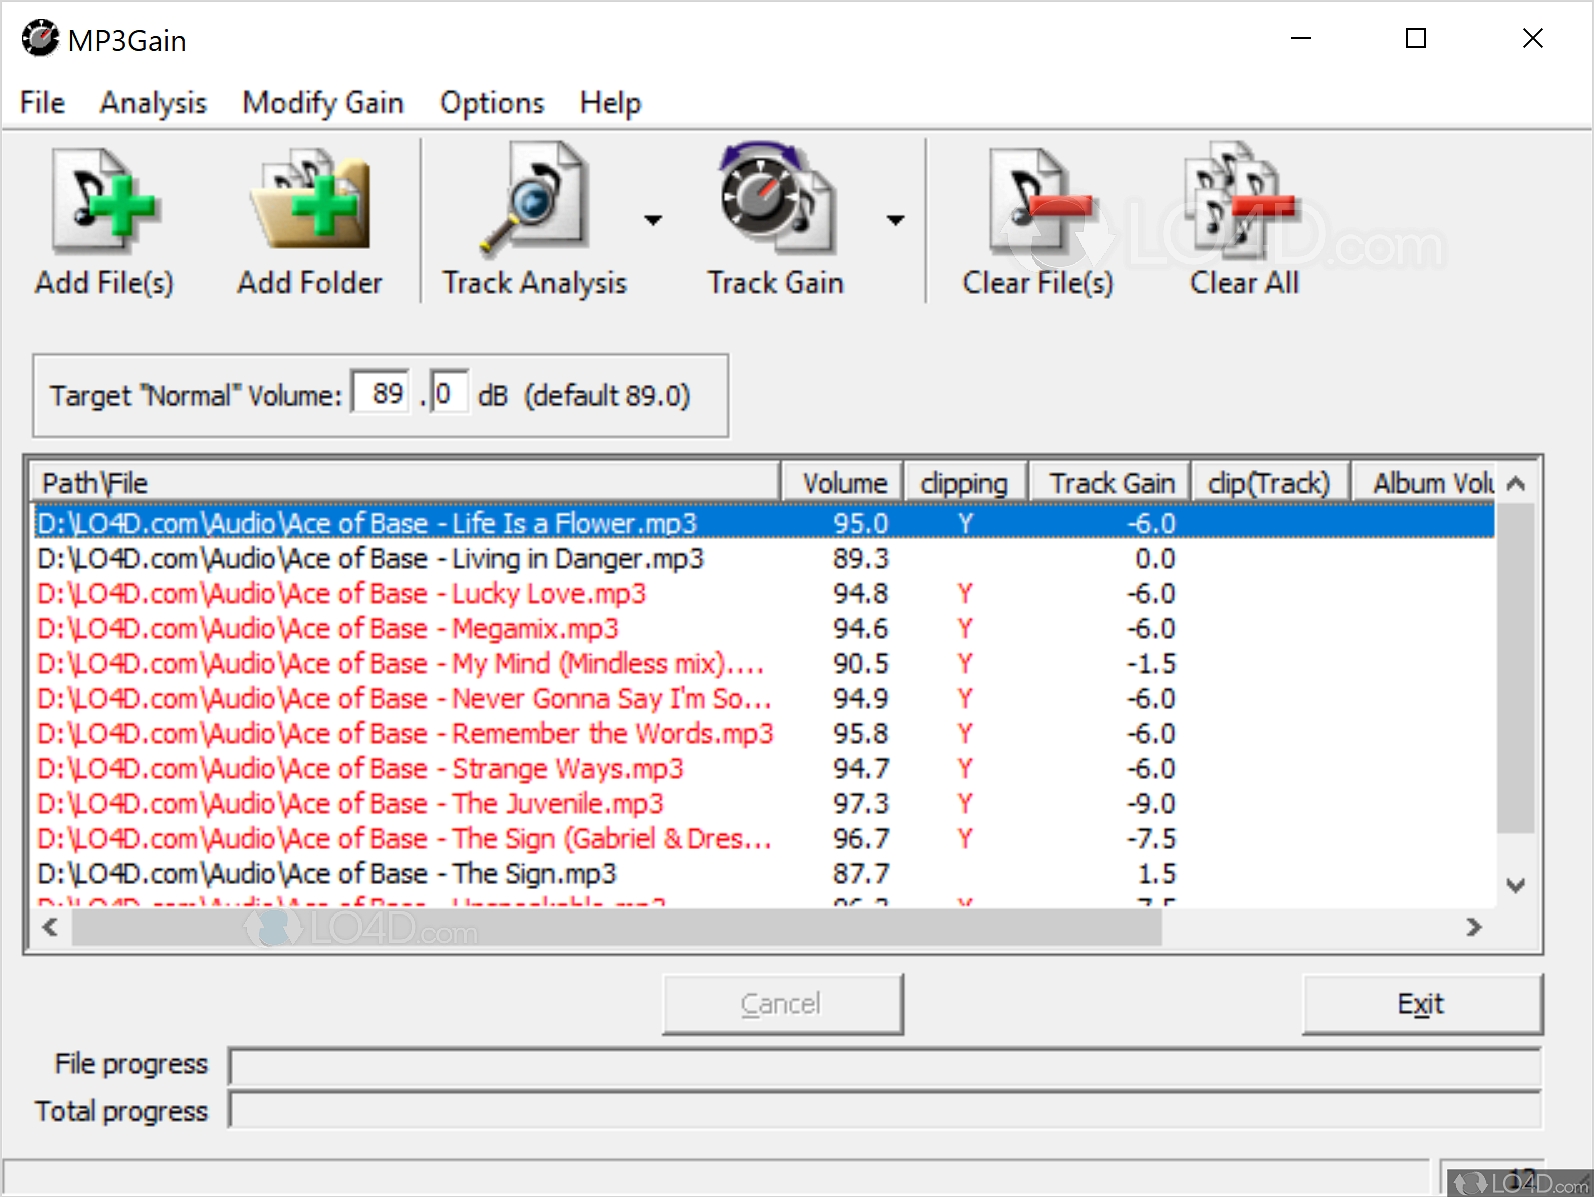 MP3Gain
File Analysis Modify Gain Options Help
Add File(s) Add Folder Track Analysis Track Gain Clear File(s) Clear All
LO4D.com
Target "Normal" Volume: 89 . 0 dB (default 89.0)
Path\File Volume clipping Track Gain clip(Track) Album Volu
D:\LO4D.com\Audio\Ace of Base - Life Is a Flower.mp3 95.0 Y -6.0
D:\LO4D.com\Audio\Ace of Base - Living in Danger.mp3 89.3 0.0
D:\LO4D.com\Audio\Ace of Base - Lucky Love.mp3 94.8 Y -6.0
D:\LO4D.com\Audio\Ace of Base - Megamix.mp3 94.6 Y -6.0
D:\LO4D.com\Audio\Ace of Base - My Mind (Mindless mix).... 90.5 Y -1.5
D:\LO4D.com\Audio\Ace of Base - Never Gonna Say I'm So... 94.9 Y -6.0
D:\LO4D.com\Audio\Ace of Base - Remember the Words.mp3 95.8 Y -6.0
D:\LO4D.com\Audio\Ace of Base - Strange Ways.mp3 94.7 Y -6.0
D:\LO4D.com\Audio\Ace of Base - The Juvenile.mp3 97.3 Y -9.0
D:\LO4D.com\Audio\Ace of Base - The Sign (Gabriel & Dres... 96.7 Y -7.5
D:\LO4D.com\Audio\Ace of Base - The Sign.mp3 87.7 1.5
LO4D.com
Cancel Exit
File progress
Total progress
LO4D.com